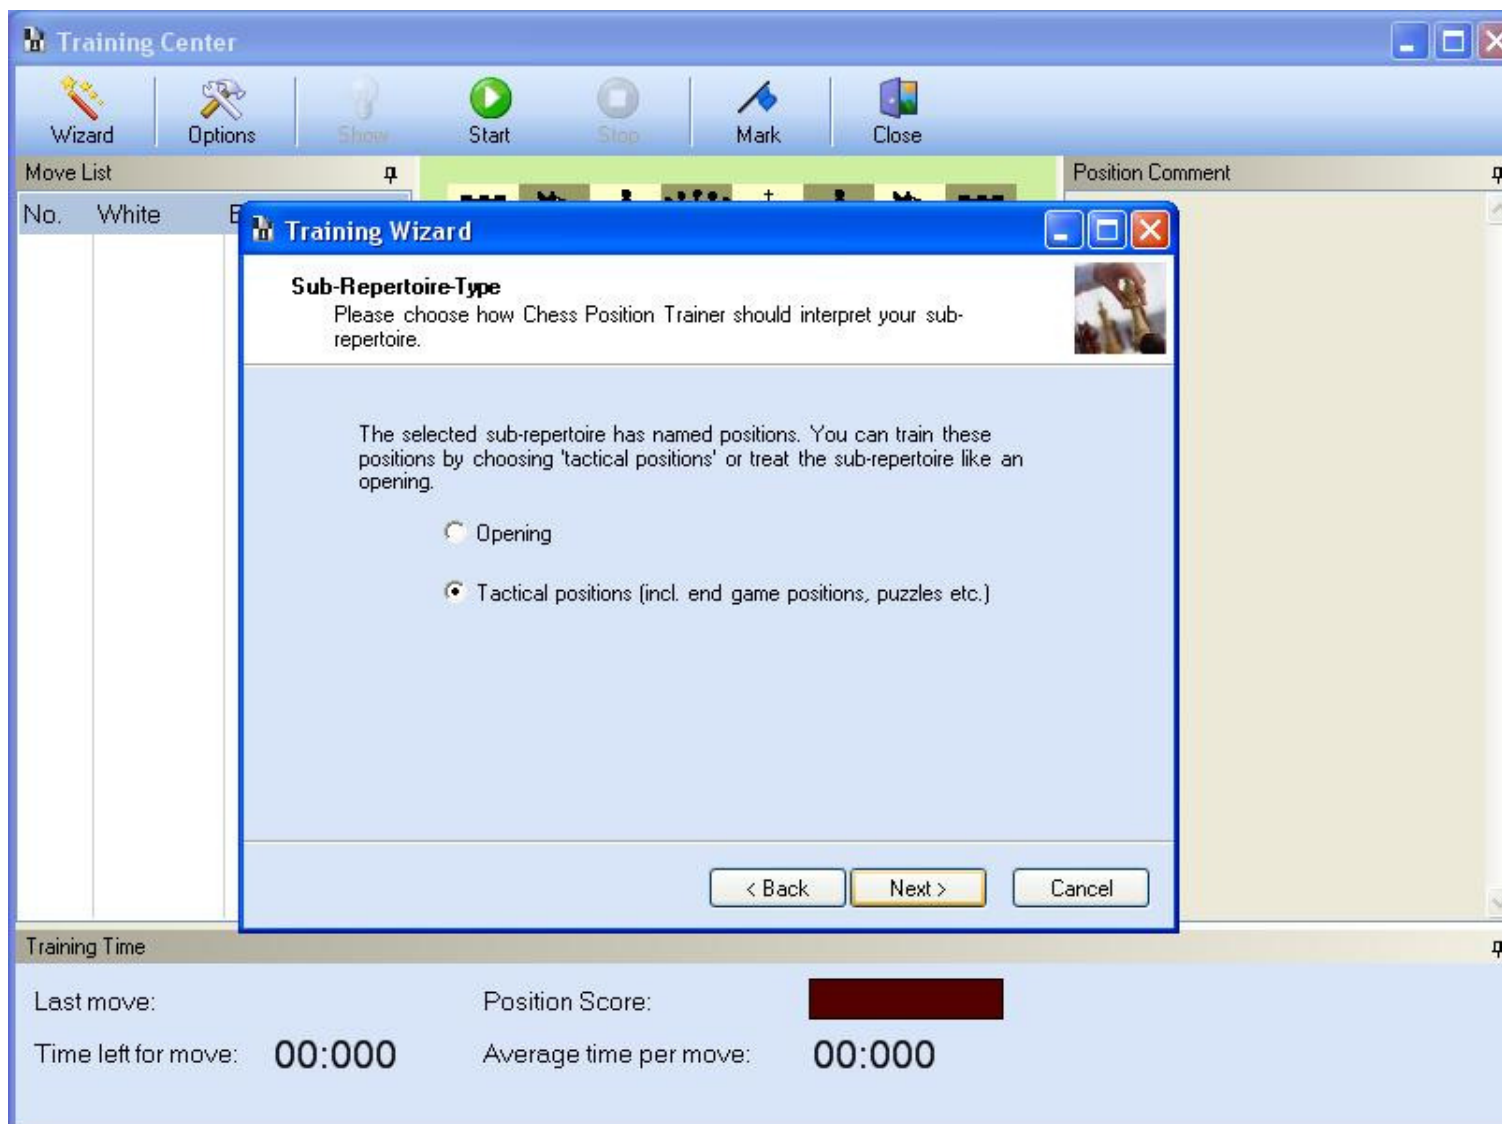 Training Center
Wizard Options Show Start Stop Mark Close
Move List
Position Comment
No. White
Training Wizard
Sub-Repertoire-Type
Please choose how Chess Position Trainer should interpret your sub-
repertoire.
The selected sub-repertoire has named positions. You can train these
positions by choosing 'tactical positions' or treat the sub-repertoire like an
opening.
Opening
Tactical positions (incl. end game positions, puzzles etc.)
< Back Next > Cancel
Training Time
Last move: Position Score:
Time left for move: 00:000 Average time per move: 00:000